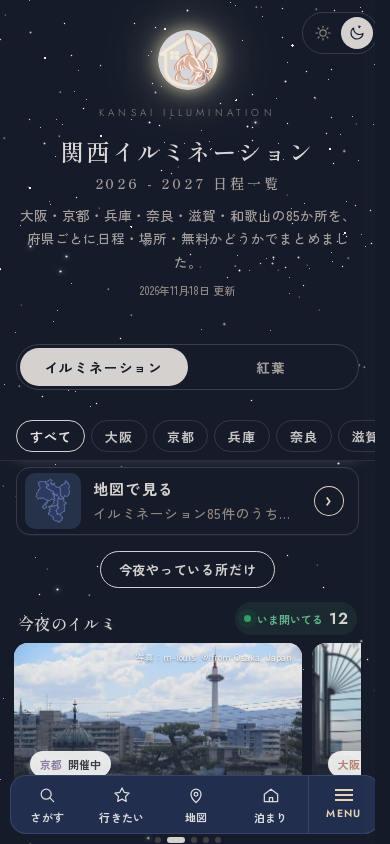 KANSAI ILLUMINATION
関西イルミネーション
2026 - 2027 日程一覧
大阪・京都・兵庫・奈良・滋賀・和歌山の85か所を、
府県ごとに日程・場所・無料かどうかでまとめまし
た。
2026年11月18日 更新
イルミネーション 紅葉
すべて 大阪 京都 兵庫 奈良 滋賀
地図で見る
イルミネーション85件のうち…
今夜やっている所だけ
今夜のイルミ いま開いてる 12
写真: m-louis .® from Osaka, Japan
京都 開催中 大阪
さがす 行きたい 地図 泊まり MENU